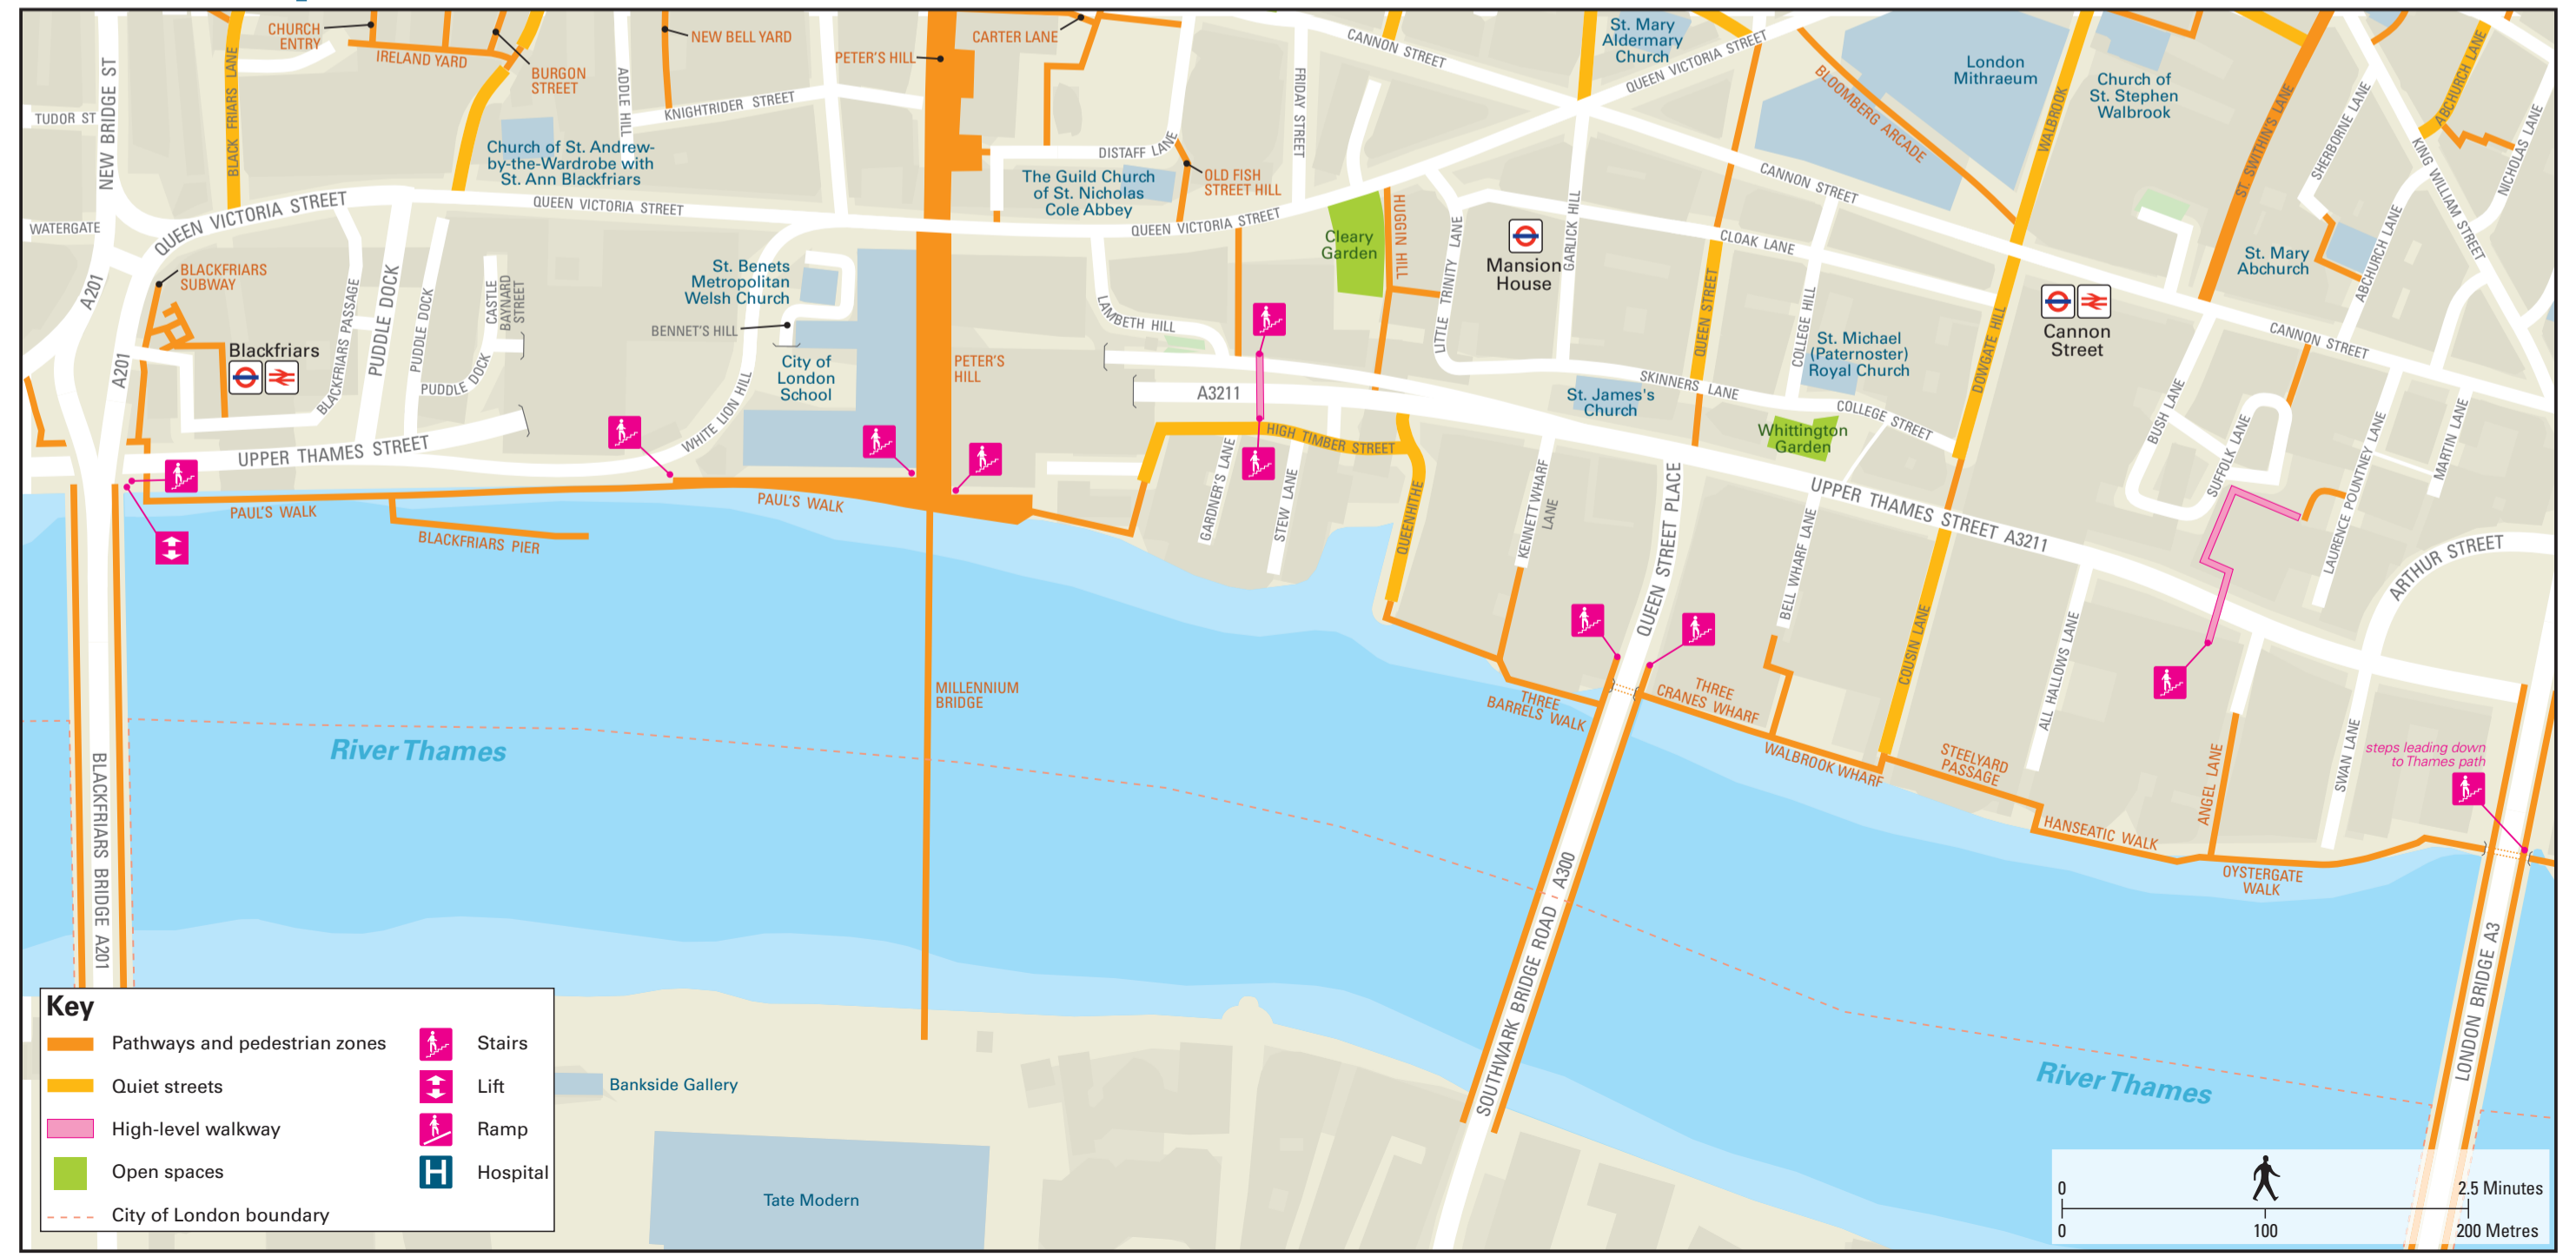 CHURCH
ENTRY
IRELAND YARD
BURGON
STREET
BLACK FRIARS LANE
NEW BRIDGE ST
TUDOR ST
WATERGATE
ADDLE HILL
NEW BELL YARD
KNIGHTRIDER STREET
PETER'S HILL
CARTER LANE
Church of St. Andrew-
by-the-Wardrobe with
St. Ann Blackfriars
DISTAFF LANE
The Guild Church
of St. Nicholas
Cole Abbey
OLD FISH
STREET HILL
FRIDAY STREET
CANNON STREET
St. Mary
Aldermary
Church
QUEEN VICTORIA STREET
BLOOMBERG ARCADE
London
Mithraeum
WALBROOK
Church of
St. Stephen
Walbrook
ST. SWITHIN'S LANE
SHERBORNE LANE
ABCHURCH LANE
KING WILLIAM STREET
NICHOLAS LANE
QUEEN VICTORIA STREET
QUEEN VICTORIA STREET
QUEEN VICTORIA STREET
CANNON STREET
CLOAK LANE
A201
BLACKFRIARS
SUBWAY
A201
Blackfriars
BLACKFRIARS PASSAGE
PUDDLE DOCK
PUDDLE DOCK
PUDDLE DOCK
CASTLE
BAYNARD
STREET
St. Benets
Metropolitan
Welsh Church
BENNET'S HILL
City of
London
School
WHITE LION HILL
PETER'S
HILL
LAMBETH HILL
Cleary
Garden
HUGGIN HILL
LITTLE TRINITY LANE
Mansion
House
GARLICK HILL
QUEEN STREET
COLLEGE HILL
St. Michael
(Paternoster)
Royal Church
DOWGATE HILL
Cannon
Street
St. Mary
Abchurch
ABCHURCH LANE
CANNON STREET
A3211
St. James's
Church
SKINNERS LANE
COLLEGE STREET
Whittington
Garden
BUSH LANE
SUFFOLK LANE
LAURENCE POUNTNEY LANE
MARTIN LANE
ARTHUR STREET
UPPER THAMES STREET
HIGH TIMBER STREET
GARDNER'S LANE
STEW LANE
QUEENHITHE
KENNETT WHARF
LANE
QUEEN STREET PLACE
UPPER THAMES STREET A3211
BELL WHARF LANE
COUSIN LANE
ALL HALLOWS LANE
PAUL'S WALK
BLACKFRIARS PIER
PAUL'S WALK
MILLENNIUM
BRIDGE
THREE
BARRELS WALK
THREE
CRANES WHARF
WALBROOK WHARF
STEELYARD
PASSAGE
HANSEATIC WALK
ANGEL LANE
OYSTERGATE
WALK
SWAN LANE
steps leading down
to Thames path
River Thames
BLACKFRIARS BRIDGE A201
SOUTHWARK BRIDGE ROAD A300
LONDON BRIDGE A3
River Thames
Key
Pathways and pedestrian zones
Quiet streets
High-level walkway
Open spaces
City of London boundary
Stairs
Lift
Ramp
H
Hospital
Bankside Gallery
Tate Modern
0
2.5 Minutes
0
100
200 Metres